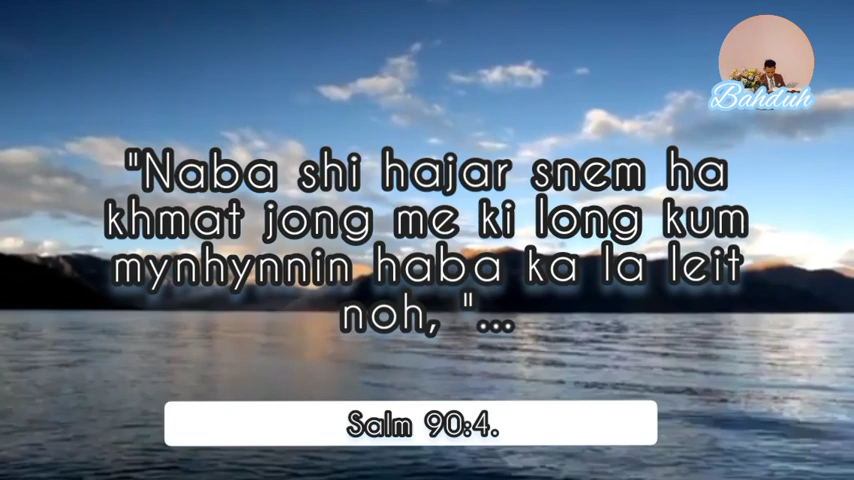 Bahduh
"Naba shi hajar snem ha
khmat jong me ki long kum
mynhynnin haba ka la leit
noh, "...
Salm 90:4.